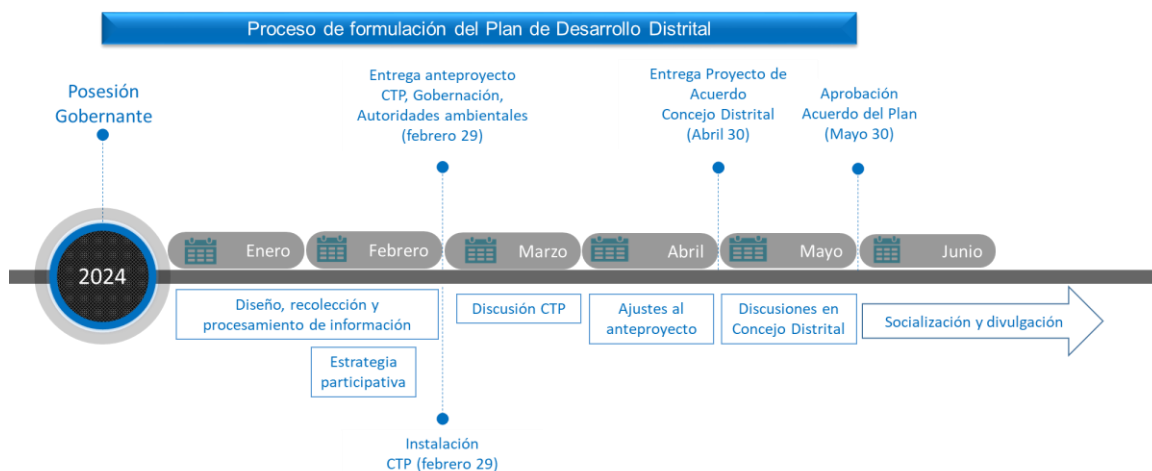 Proceso de formulación del Plan de Desarrollo Distrital
Posesión
Gobernante
Entrega anteproyecto
CTP, Gobernación,
Autoridades ambientales
(febrero 29)
Entrega Proyecto de
Acuerdo
Concejo Distrital
(Abril 30)
Aprobación
Acuerdo del Plan
(Mayo 30)
2024
Enero
Febrero
Marzo
Abril
Mayo
Junio
Diseño, recolección y
procesamiento de información
Discusión CTP
Ajustes al
anteproyecto
Discusiones en
Concejo Distrital
Socialización y divulgación
Estrategia
participativa
Instalación
CTP (febrero 29)